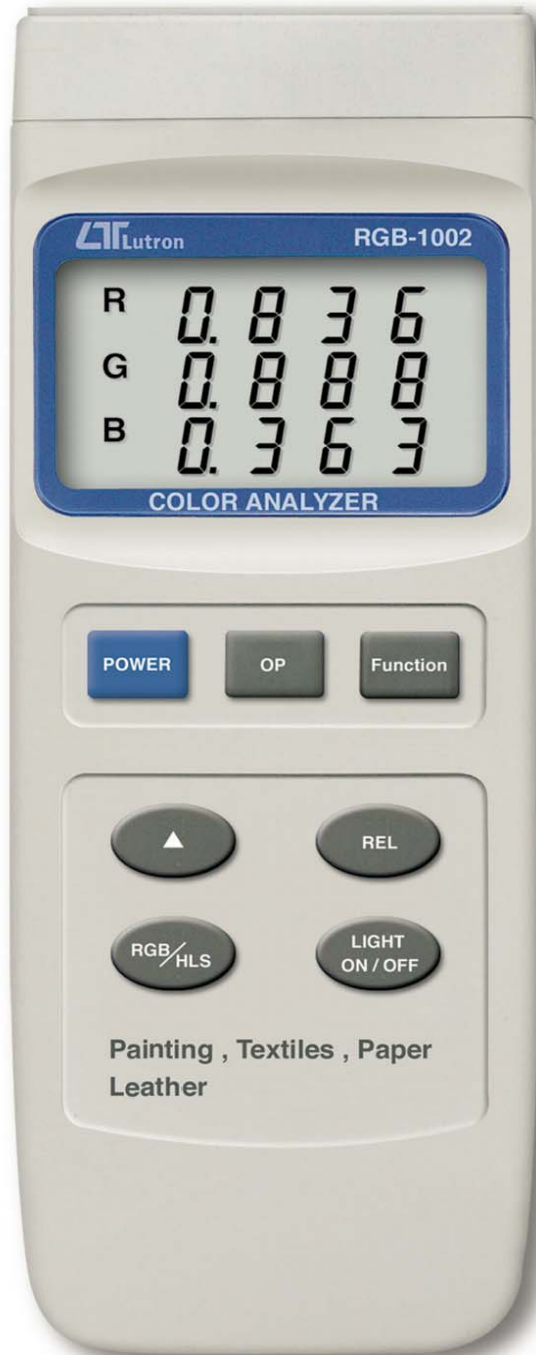 Lutron RGB-1002
R 0.836
G 0.888
B 0.363
COLOR ANALYZER
POWER OP Function
▲ REL
RGB/HLS LIGHT
ON / OFF
Painting , Textiles , Paper
Leather